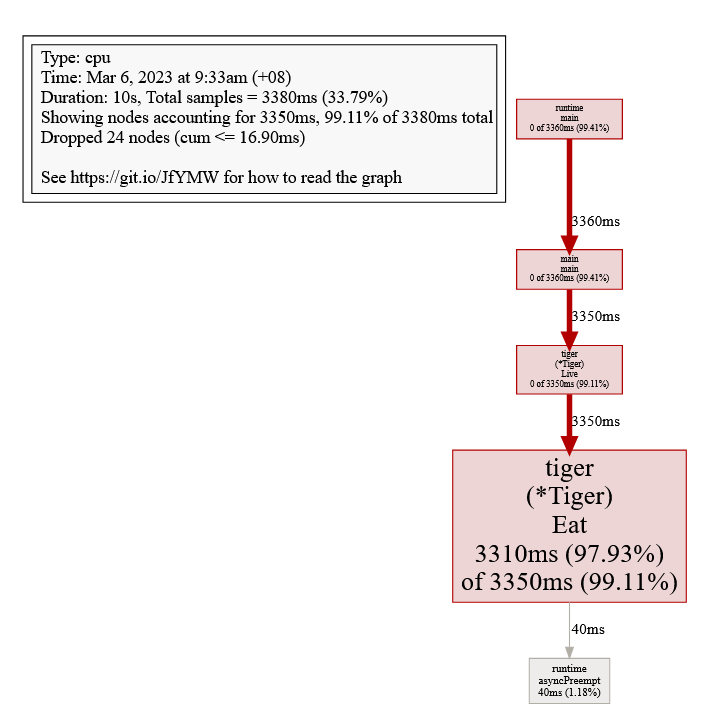 Type: cpu
Time: Mar 6, 2023 at 9:33am (+08)
Duration: 10s, Total samples = 3380ms (33.79%)
Showing nodes accounting for 3350ms, 99.11% of 3380ms total
Dropped 24 nodes (cum <= 16.90ms)
See https://git.io/JfYMW for how to read the graph
runtime
main
0 of 3360ms (99.41%)
3360ms
main
main
0 of 3360ms (99.41%)
3350ms
tiger
(*Tiger)
Live
0 of 3350ms (99.11%)
3350ms
tiger
(*Tiger)
Eat
3310ms (97.93%)
of 3350ms (99.11%)
40ms
runtime
asyncPreempt
40ms (1.18%)